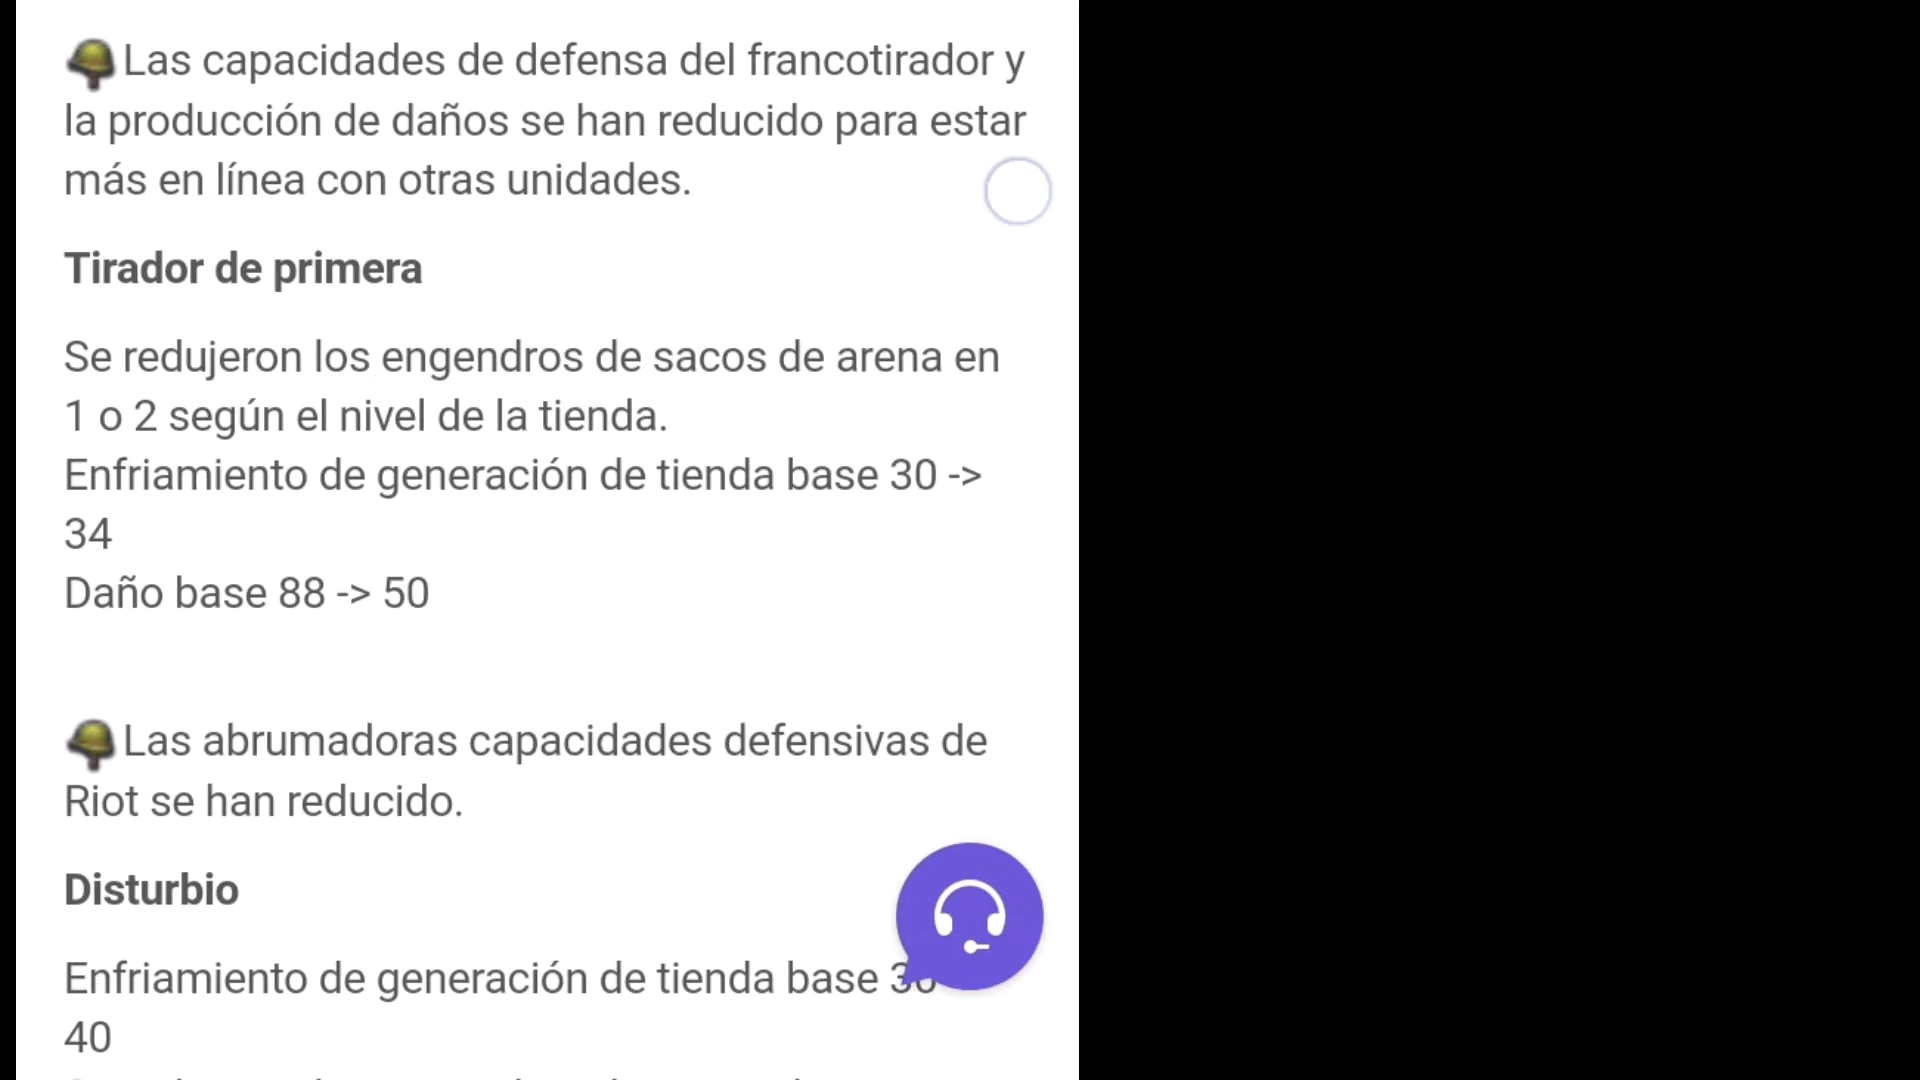 Las capacidades de defensa del francotirador y
la producción de daños se han reducido para estar
más en línea con otras unidades.
Tirador de primera
Se redujeron los engendros de sacos de arena en
1 o 2 según el nivel de la tienda.
Enfriamiento de generación de tienda base 30 ->
34
Daño base 88 -> 50
Las abrumadoras capacidades defensivas de
Riot se han reducido.
Disturbio
Enfriamiento de generación de tienda base
40